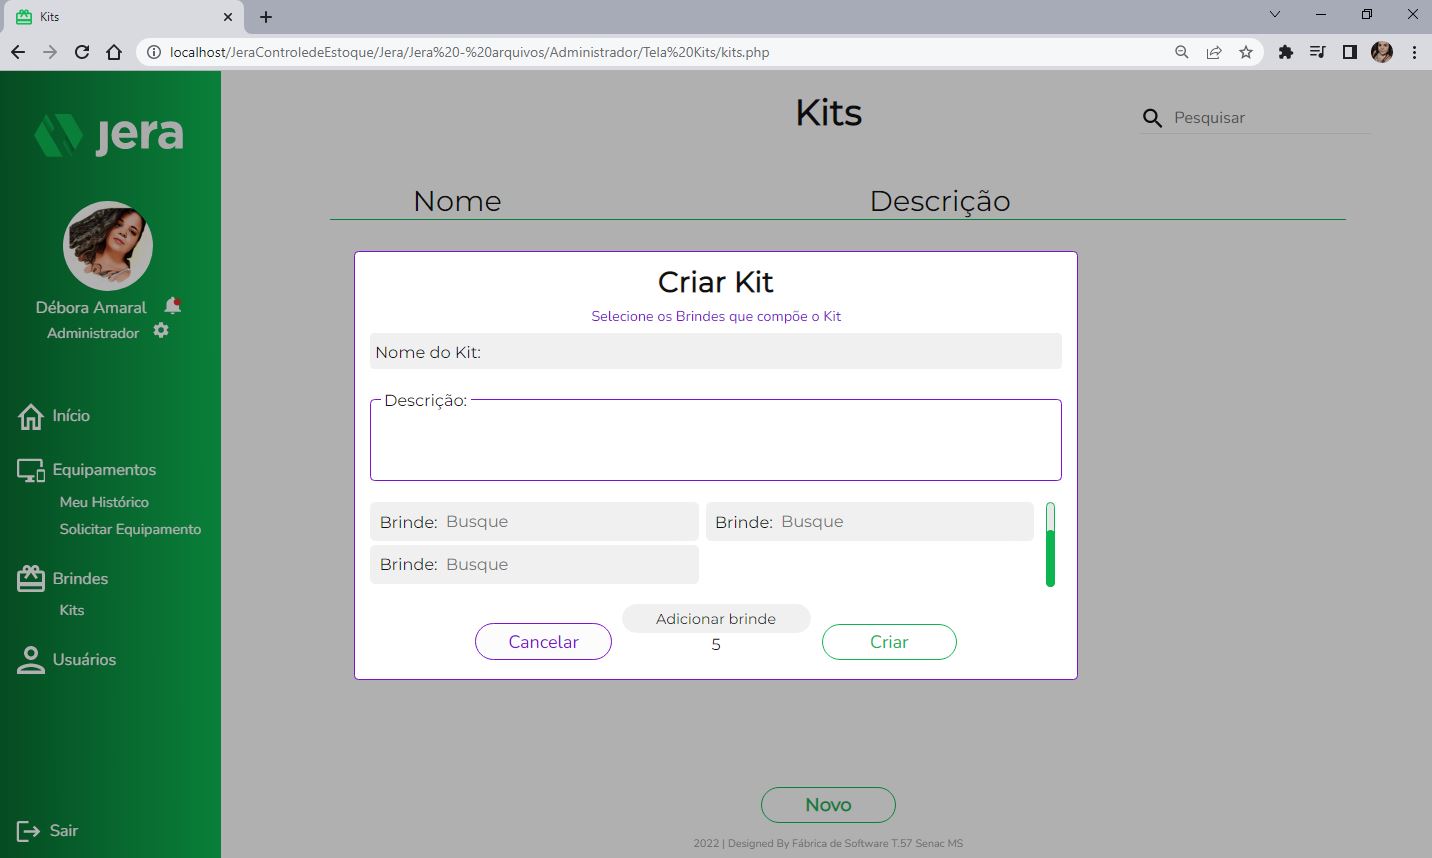 Kits
localhost/JeraControledeEstoque/Jera/Jera%20-%20arquivos/Administrador/Tela%20Kits/kits.php
Jera
Débora Amaral
Administrador
Início
Equipamentos
Meu Histórico
Solicitar Equipamento
Brindes
Kits
Usuários
Sair
Kits
Pesquisar
Nome Descrição
Criar Kit
Selecione os Brindes que compõe o Kit
Nome do Kit:
Descrição:
Brinde: Busque Brinde: Busque
Brinde: Busque
Adicionar brinde
Cancelar 5 Criar
Novo
2022 | Designed By Fábrica de Software T.57 Senac MS